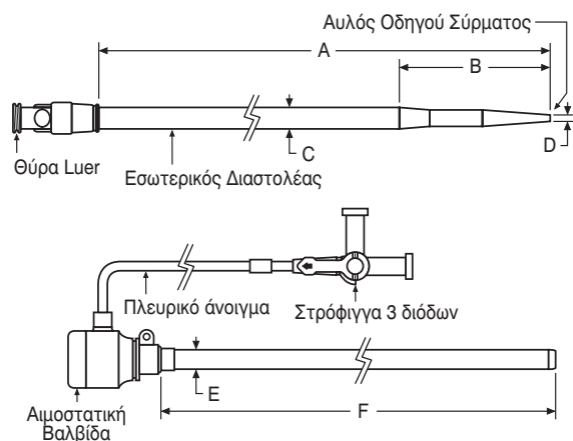 Αυλός Οδηγού Σύρματος
A
B
C
D
Θύρα Luer
Εσωτερικός Διαστολέας
Πλευρικό άνοιγμα
Στρόφιγγα 3 διόδων
E
F
Αιμοστατική
Βαλβίδα